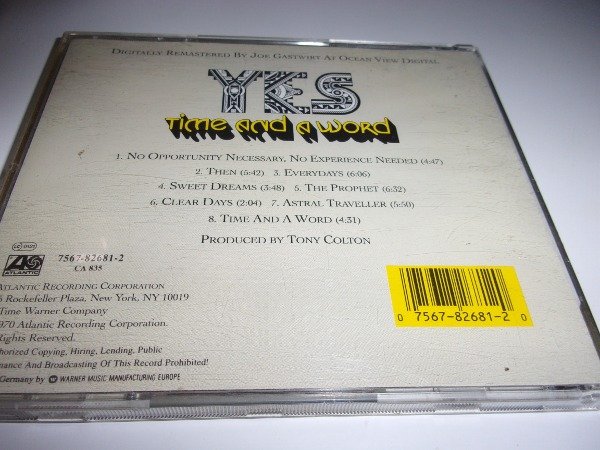 Digitally Remastered By Joe Gastwirt At Ocean View Digital
YES
Time and a Word
1. No Opportunity Necessary, No Experience Needed (4:47)
2. Then (5:42) 3. Everydays (6:06)
4. Sweet Dreams (3:48) 5. The Prophet (6:32)
6. Clear Days (2:04) 7. Astral Traveller (5:50)
8. Time And A Word (4:31)
Produced by Tony Colton
7567-82681-2
CA 835
ATLANTIC
Atlantic Recording Corporation
Rockefeller Plaza, New York, NY 10019
Time Warner Company
970 Atlantic Recording Corporation.
Rights Reserved.
horized Copying, Hiring, Lending, Public
mance And Broadcasting Of This Record Prohibited!
Germany by WARNER MUSIC MANUFACTURING EUROPE
0 7567-82681-2 0